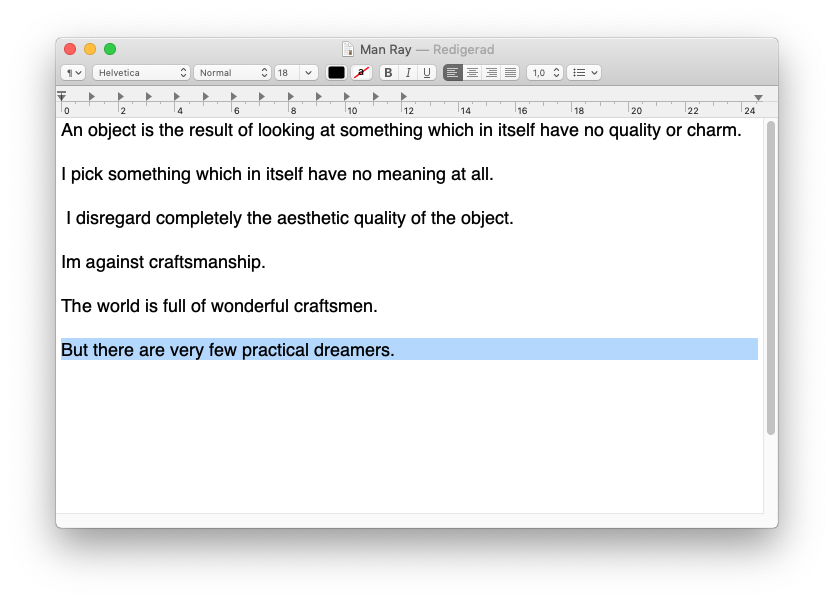 Man Ray — Redigerad
¶ Helvetica Normal 18 a B I U 1,0
0 2 4 6 8 10 12 14 16 18 20 22 24
An object is the result of looking at something which in itself have no quality or charm.
I pick something which in itself have no meaning at all.
I disregard completely the aesthetic quality of the object.
Im against craftsmanship.
The world is full of wonderful craftsmen.
But there are very few practical dreamers.